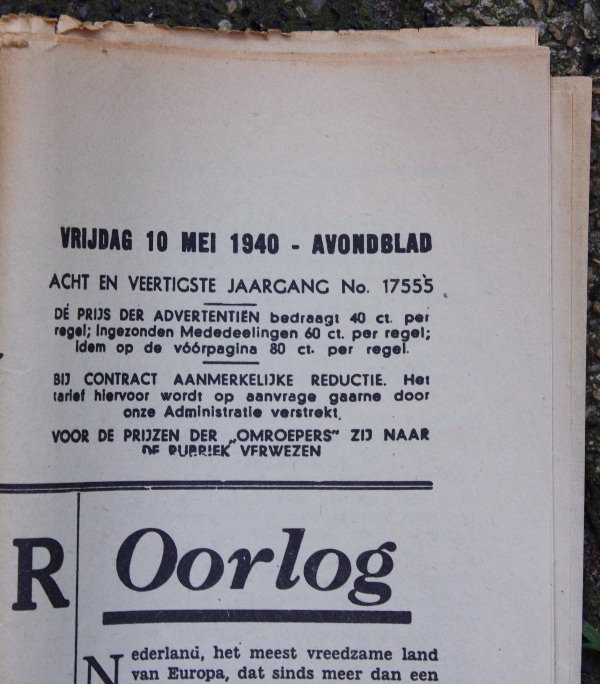 VRIJDAG 10 MEI 1940 - AVONDBLAD
ACHT EN VEERTIGSTE JAARGANG No. 17555
DE PRIJS DER ADVERTENTIËN bedraagt 40 ct. per
regel; Ingezonden Mededeelingen 60 ct. per regel;
idem op de vóórpagina 80 ct. per regel.
BIJ CONTRACT AANMERKELIJKE REDUCTIE. Het
tarief hiervoor wordt op aanvrage gaarne door
onze Administratie verstrekt.
VOOR DE PRIJZEN DER „OMROEPERS” ZIJ NAAR
DE RUBRIEK VERWEZEN
R
Oorlog
Nederland, het meest vreedzame land
van Europa, dat sinds meer dan een